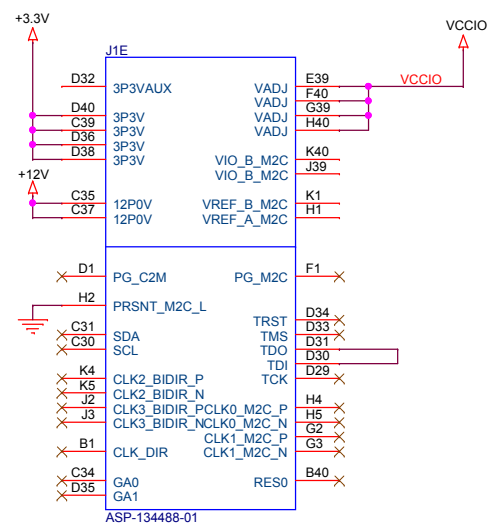 +3.3V
VCCIO
J1E
D32 3P3VAUX VADJ E39 VCCIO
VADJ F40
D40 3P3V VADJ G39
C39 3P3V VADJ H40
D36 3P3V
D38 3P3V VIO_B_M2C K40
VIO_B_M2C J39
+12V
C35 12P0V VREF_B_M2C K1
C37 12P0V VREF_A_M2C H1
D1 PG_C2M PG_M2C F1
H2 PRSNT_M2C_L
TRST D34
C31 SDA TMS D33
C30 SCL TDO D31
TDI D30
K4 CLK2_BIDIR_P TCK D29
K5 CLK2_BIDIR_N
J2 CLK3_BIDIR_P CLK0_M2C_P H4
J3 CLK3_BIDIR_N CLK0_M2C_N H5
CLK1_M2C_P G2
B1 CLK_DIR CLK1_M2C_N G3
C34 GA0 RES0 B40
D35 GA1
ASP-134488-01